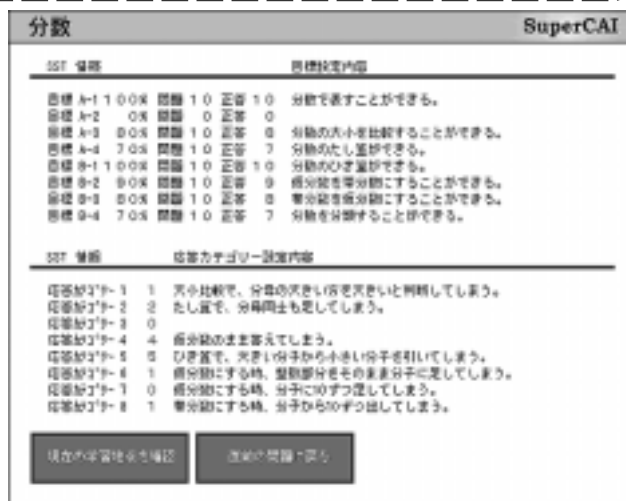 分数 SuperCAI
SST 情報 目標設定内容
目標 A-1 100% 問題 10 正答 10 分数で表すことができる。
目標 A-2 0% 問題 0 正答 0
目標 A-3 80% 問題 10 正答 8 分数の大小を比較することができる。
目標 A-4 70% 問題 10 正答 7 分数のたし算ができる。
目標 B-1 100% 問題 10 正答 10 分数のひき算ができる。
目標 B-2 90% 問題 10 正答 9 仮分数を帯分数にすることができる。
目標 B-3 80% 問題 10 正答 8 帯分数を仮分数にすることができる。
目標 B-4 70% 問題 10 正答 7 分数を分類することができる。
SST 情報 応答カテゴリー設定内容
応答ｶﾃｺﾞﾘｰ 1 1 大小比較で、分母の大きい方を大きいと判断してしまう。
応答ｶﾃｺﾞﾘｰ 2 2 たし算で、分母同士も足してしまう。
応答ｶﾃｺﾞﾘｰ 3 0
応答ｶﾃｺﾞﾘｰ 4 4 仮分数のまま答えてしまう。
応答ｶﾃｺﾞﾘｰ 5 5 ひき算で、大きい分子から小さい分子を引いてしまう。
応答ｶﾃｺﾞﾘｰ 6 1 仮分数にする時、整数部分をそのまま分子に足してしまう。
応答ｶﾃｺﾞﾘｰ 7 0 仮分数にする時、分子に10ずつ足してしまう。
応答ｶﾃｺﾞﾘｰ 8 1 帯分数にする時、分子から10ずつ出してしまう。
現在の学習地点を確認 直前の問題へ戻る